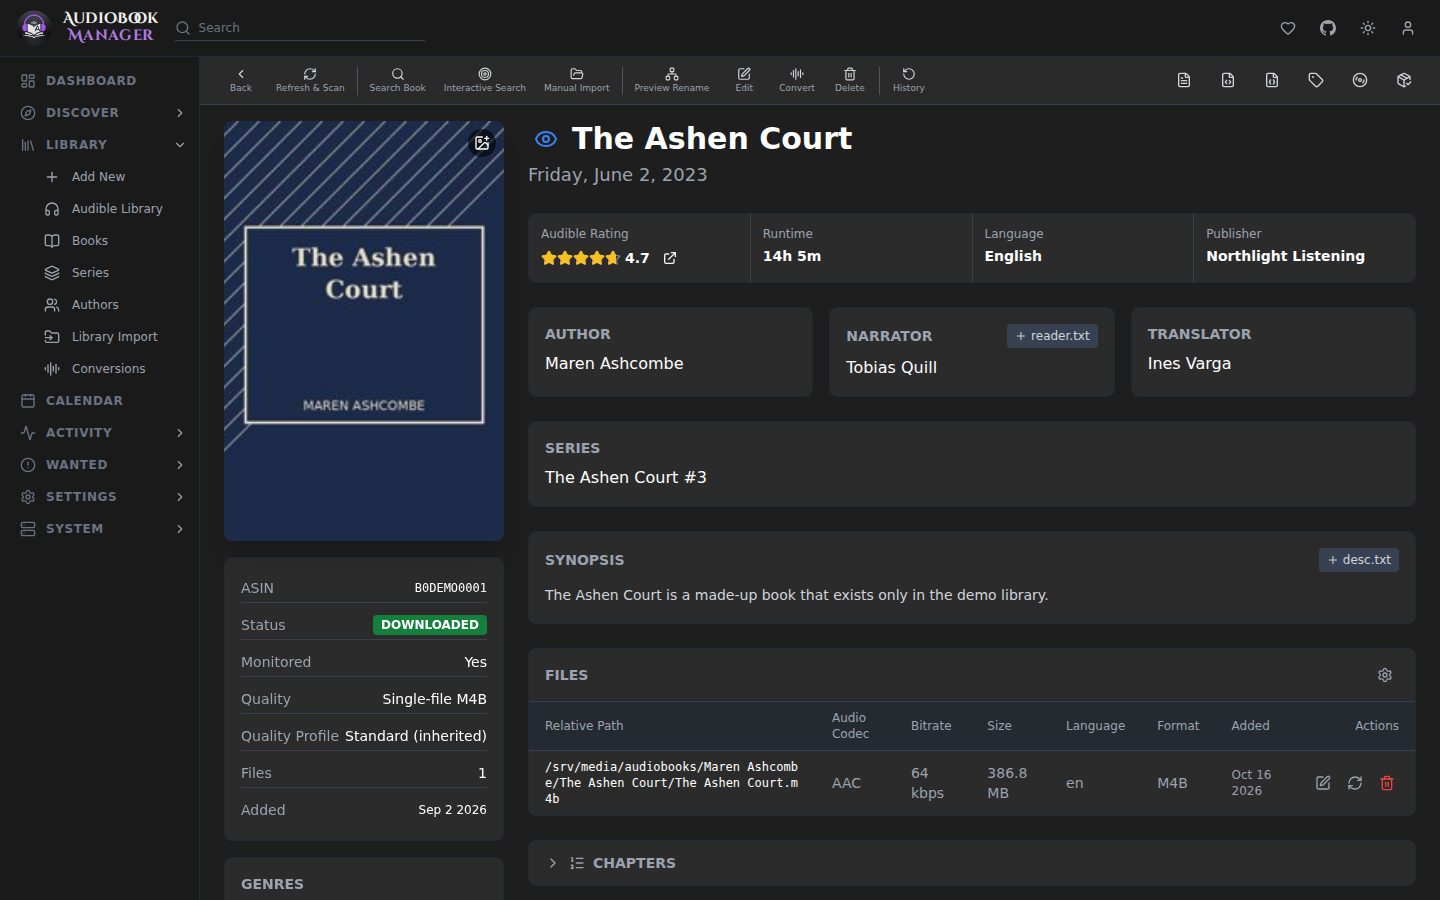 AUDIOBOOK
MANAGER
Search
Back
Refresh & Scan
Search Book
Interactive Search
Manual Import
Preview Rename
Edit
Convert
Delete
History
DASHBOARD
DISCOVER
LIBRARY
Add New
Audible Library
Books
Series
Authors
Library Import
Conversions
CALENDAR
ACTIVITY
WANTED
SETTINGS
SYSTEM
The Ashen
Court
MAREN ASHCOMBE
ASIN B0DEMO0001
Status DOWNLOADED
Monitored Yes
Quality Single-file M4B
Quality Profile Standard (inherited)
Files 1
Added Sep 2 2026
GENRES
The Ashen Court
Friday, June 2, 2023
Audible Rating
4.7
Runtime
14h 5m
Language
English
Publisher
Northlight Listening
AUTHOR
Maren Ashcombe
NARRATOR + reader.txt
Tobias Quill
TRANSLATOR
Ines Varga
SERIES
The Ashen Court #3
SYNOPSIS + desc.txt
The Ashen Court is a made-up book that exists only in the demo library.
FILES
Relative Path Audio Codec Bitrate Size Language Format Added Actions
/srv/media/audiobooks/Maren Ashcomb
e/The Ashen Court/The Ashen Court.m
4b
AAC
64
kbps
386.8
MB
en
M4B
Oct 16
2026
CHAPTERS